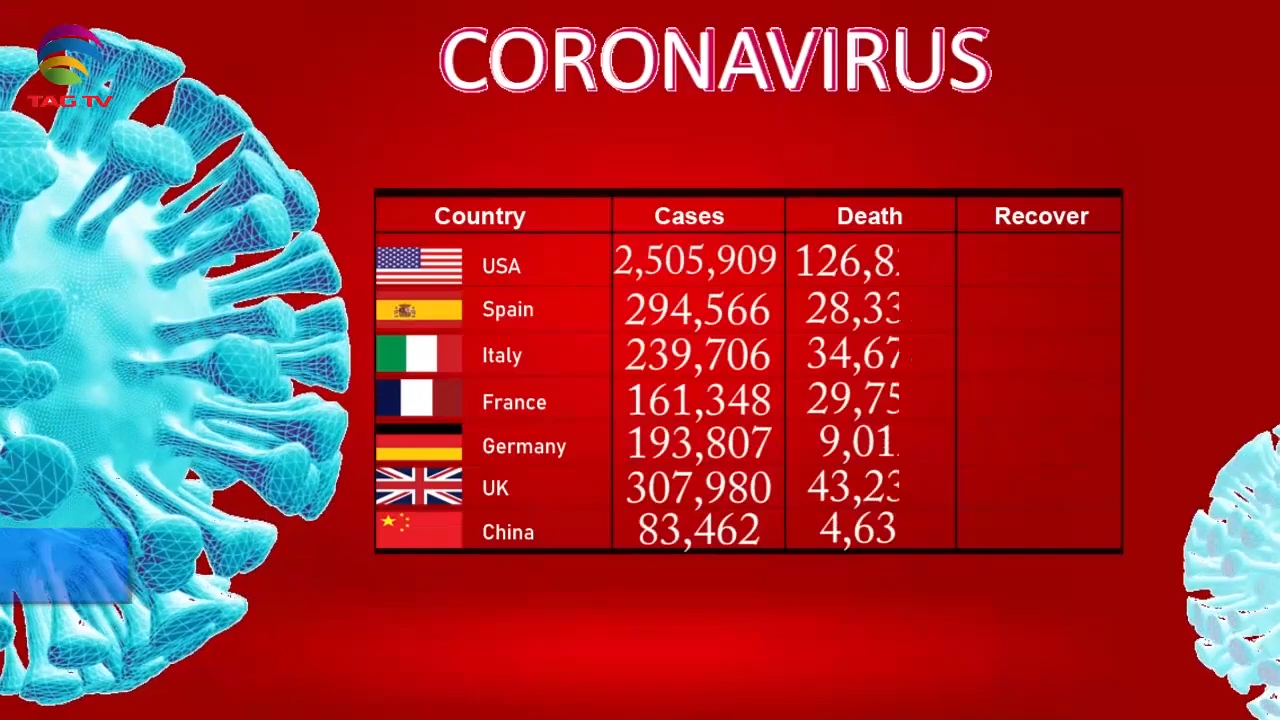 TAG TV
CORONAVIRUS
Country Cases Death Recover
USA 2,505,909
Spain 294,566
Italy 239,706
France 161,348
Germany 193,807
UK 307,980
China 83,462